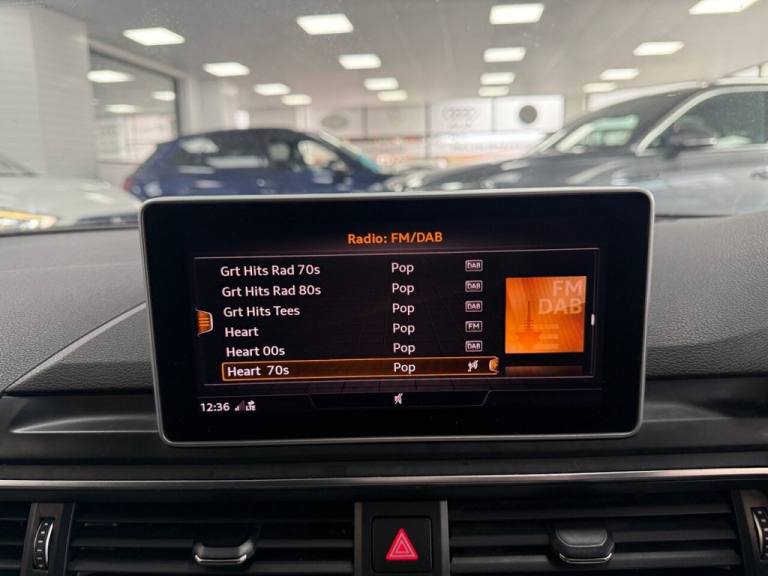 Radio: FM/DAB
Grt Hits Rad 70s Pop DAB
Grt Hits Rad 80s Pop DAB
Grt Hits Tees Pop DAB
Heart Pop FM
Heart 00s Pop DAB
Heart 70s Pop
FM
DAB
12:36 LTE